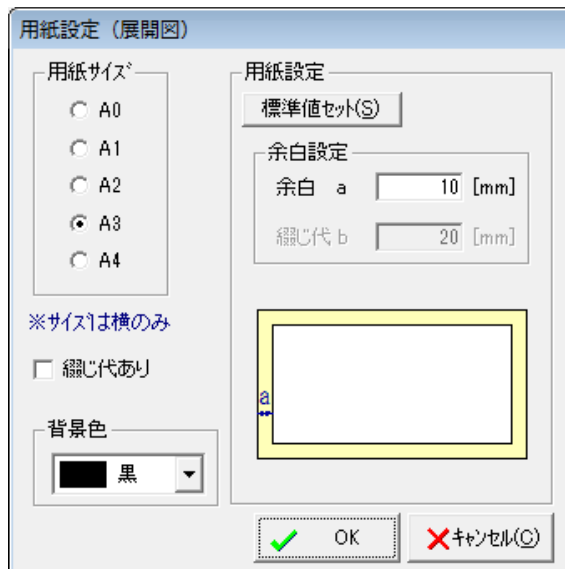 用紙設定（展開図）
用紙サイズ
A0
A1
A2
A3
A4
※サイズは横のみ
綴じ代あり
背景色
黒
用紙設定
標準値セット(S)
余白設定
余白 a 10 [mm]
綴じ代 b 20 [mm]
a
OK
キャンセル(C)